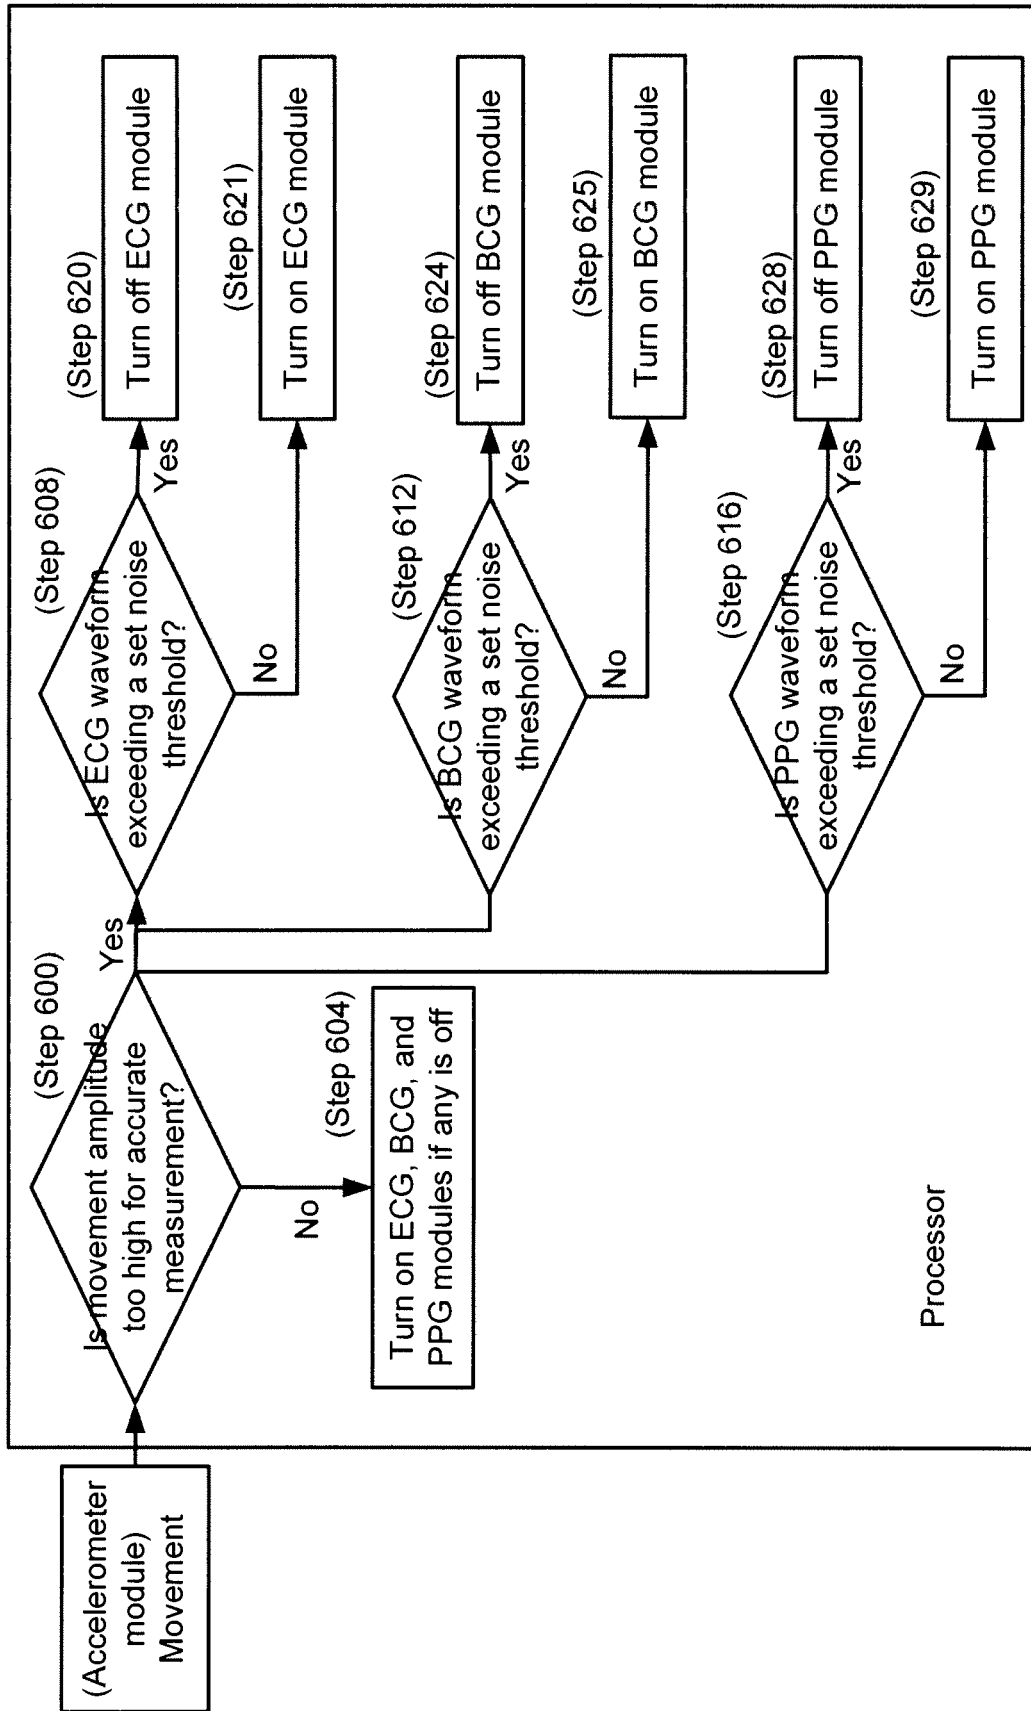 (Accelerometer
module)
Movement
(Step 600)
Is movement amplitude
too high for accurate
measurement?
Yes
No
(Step 604)
Turn on ECG, BCG, and
PPG modules if any is off
(Step 608)
Is ECG waveform
exceeding a set noise
threshold?
Yes
No
(Step 620)
Turn off ECG module
(Step 621)
Turn on ECG module
(Step 612)
Is BCG waveform
exceeding a set noise
threshold?
Yes
No
(Step 624)
Turn off BCG module
(Step 625)
Turn on BCG module
(Step 616)
Is PPG waveform
exceeding a set noise
threshold?
Yes
No
(Step 628)
Turn off PPG module
(Step 629)
Turn on PPG module
Processor